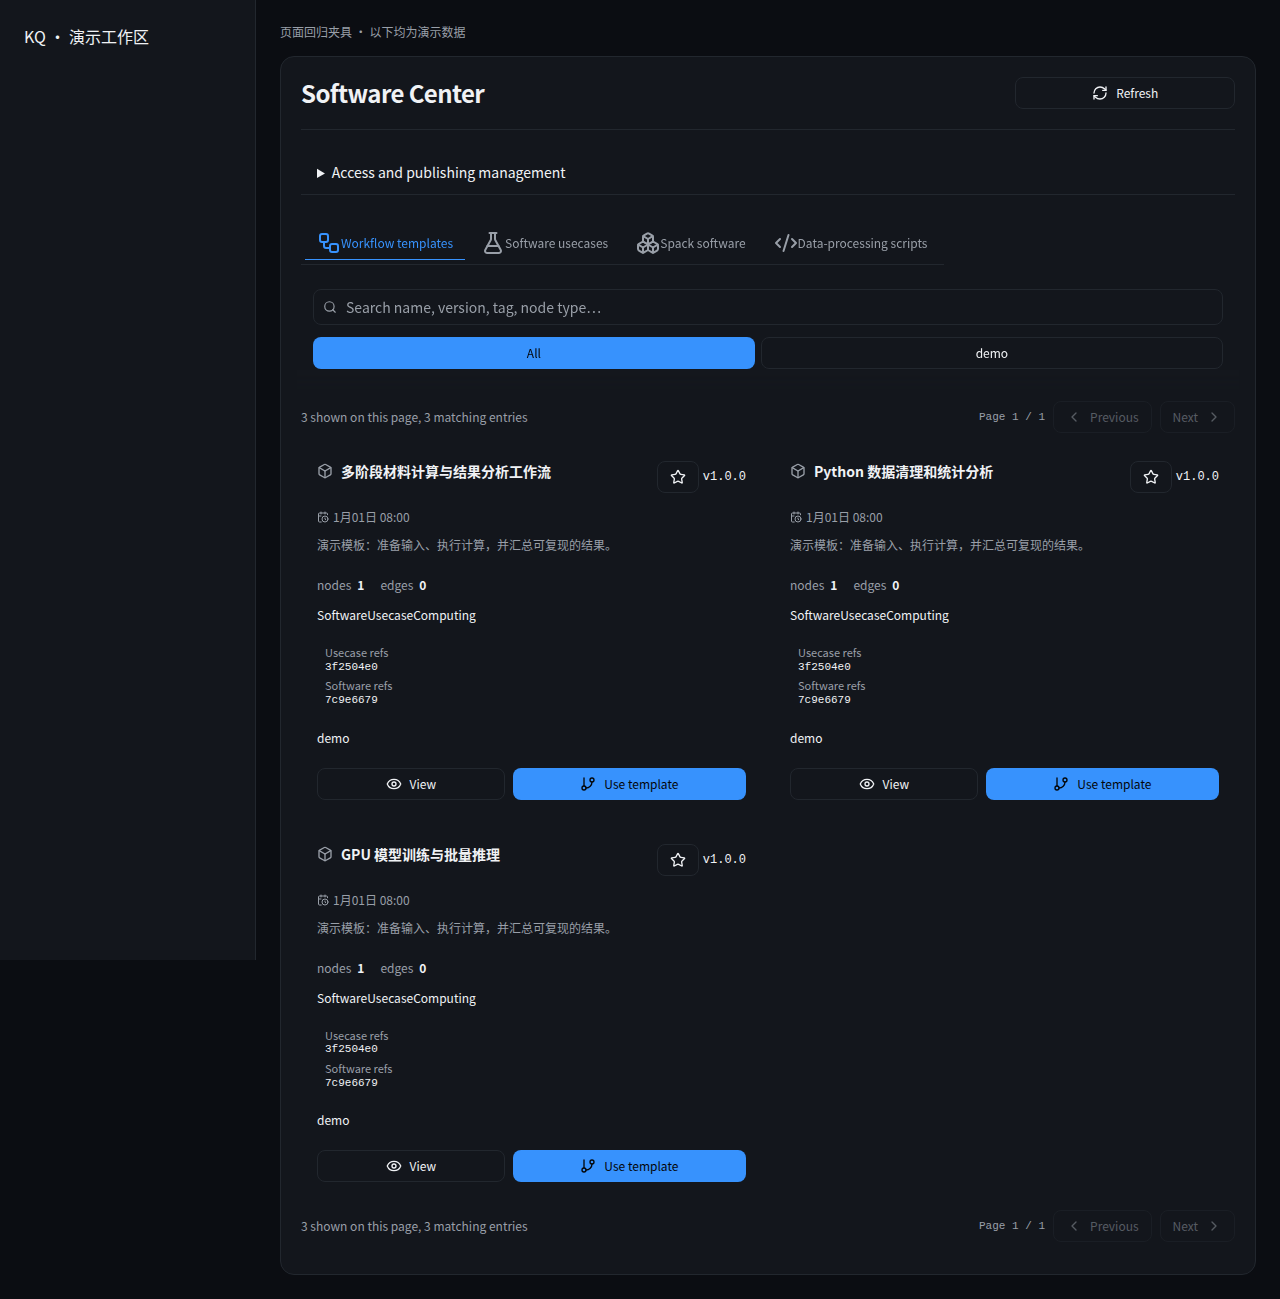 KQ · 演示工作区
页面回归夹具 · 以下均为演示数据
Software Center
Refresh
Access and publishing management
Workflow templates
Software usecases
Spack software
Data-processing scripts
Search name, version, tag, node type…
All
demo
3 shown on this page, 3 matching entries
Page 1 / 1
Previous
Next
多阶段材料计算与结果分析工作流
v1.0.0
1月01日 08:00
演示模板：准备输入、执行计算，并汇总可复现的结果。
nodes 1 edges 0
SoftwareUsecaseComputing
Usecase refs
3f2504e0
Software refs
7c9e6679
demo
View
Use template
Python 数据清理和统计分析
v1.0.0
1月01日 08:00
演示模板：准备输入、执行计算，并汇总可复现的结果。
nodes 1 edges 0
SoftwareUsecaseComputing
Usecase refs
3f2504e0
Software refs
7c9e6679
demo
View
Use template
GPU 模型训练与批量推理
v1.0.0
1月01日 08:00
演示模板：准备输入、执行计算，并汇总可复现的结果。
nodes 1 edges 0
SoftwareUsecaseComputing
Usecase refs
3f2504e0
Software refs
7c9e6679
demo
View
Use template
3 shown on this page, 3 matching entries
Page 1 / 1
Previous
Next